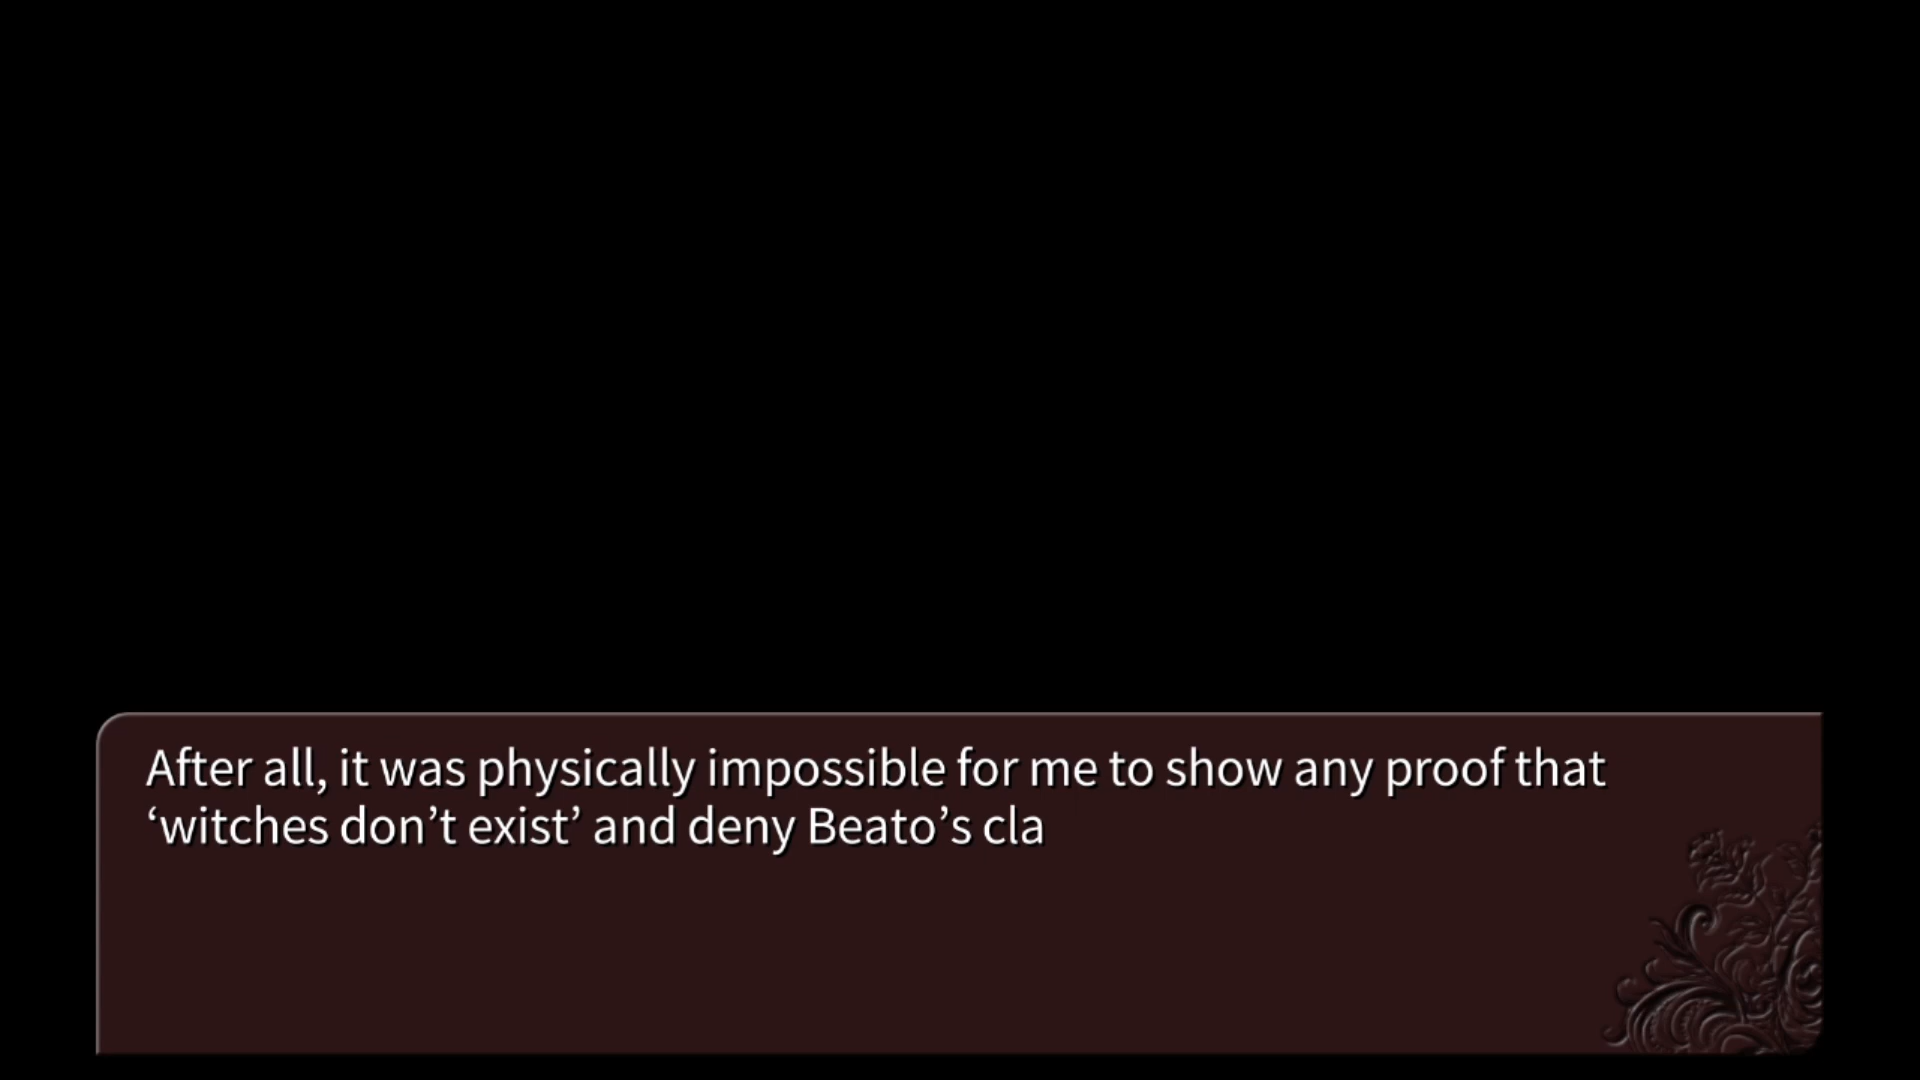 After all, it was physically impossible for me to show any proof that
‘witches don’t exist’ and deny Beato’s cla